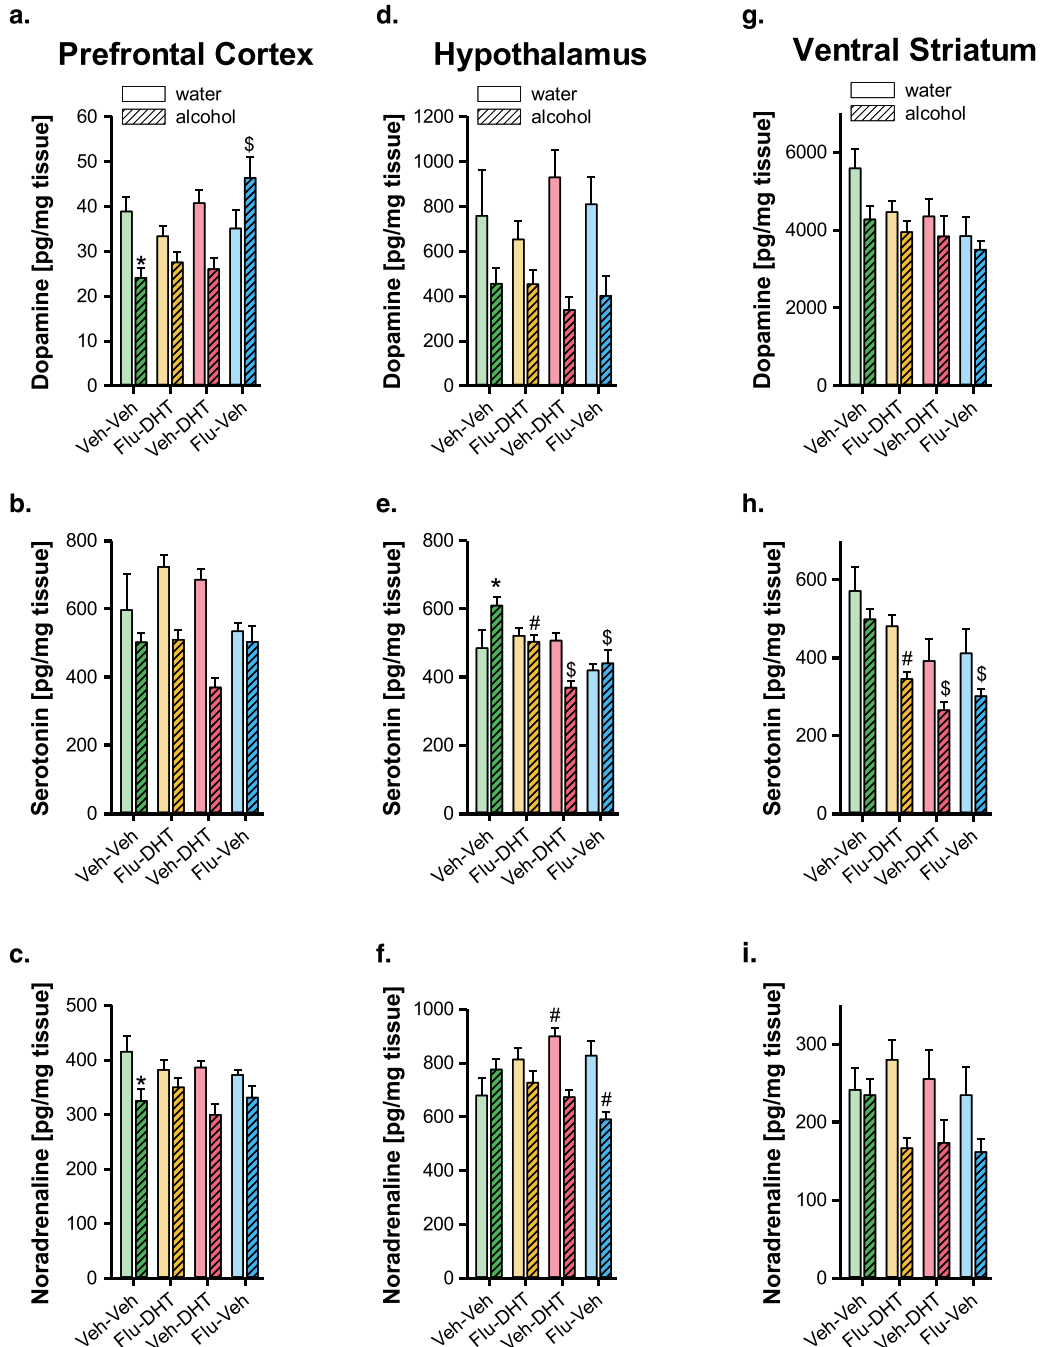 a.
Prefrontal Cortex
water
alcohol
Dopamine [pg/mg tissue]
60
50
40
30
20
10
0
*
$
Veh-Veh
Flu-DHT
Veh-DHT
Flu-Veh
d.
Hypothalamus
water
alcohol
Dopamine [pg/mg tissue]
1200
1000
800
600
400
200
0
Veh-Veh
Flu-DHT
Veh-DHT
Flu-Veh
g.
Ventral Striatum
water
alcohol
Dopamine [pg/mg tissue]
6000
4000
2000
0
Veh-Veh
Flu-DHT
Veh-DHT
Flu-Veh
b.
Serotonin [pg/mg tissue]
800
600
400
200
0
Veh-Veh
Flu-DHT
Veh-DHT
Flu-Veh
e.
Serotonin [pg/mg tissue]
800
600
400
200
0
*
#
$
$
Veh-Veh
Flu-DHT
Veh-DHT
Flu-Veh
h.
Serotonin [pg/mg tissue]
600
400
200
0
#
$
$
Veh-Veh
Flu-DHT
Veh-DHT
Flu-Veh
c.
Noradrenaline [pg/mg tissue]
500
400
300
200
100
0
*
Veh-Veh
Flu-DHT
Veh-DHT
Flu-Veh
f.
Noradrenaline [pg/mg tissue]
1000
800
600
400
200
0
#
#
Veh-Veh
Flu-DHT
Veh-DHT
Flu-Veh
i.
Noradrenaline [pg/mg tissue]
300
200
100
0
Veh-Veh
Flu-DHT
Veh-DHT
Flu-Veh